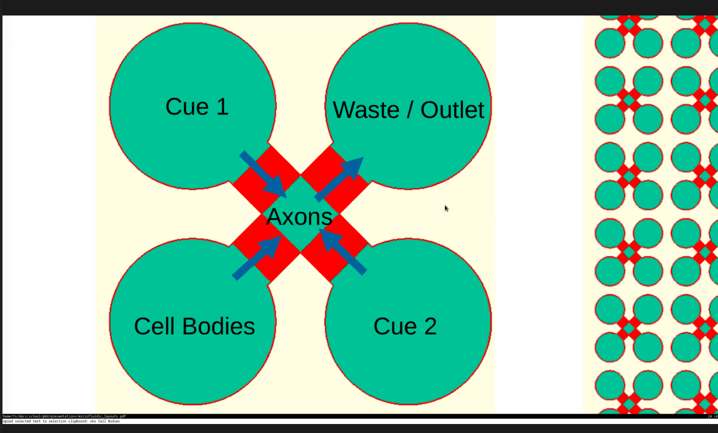 Cue 1
Waste / Outlet
Axons
Cell Bodies
Cue 2